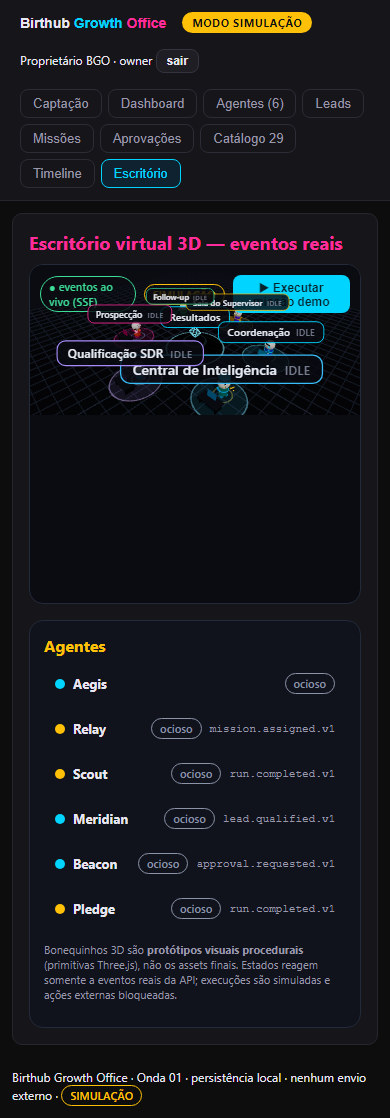 Birthub Growth Office MODO SIMULAÇÃO
Proprietário BGO · owner sair
Captação Dashboard Agentes (6) Leads
Missões Aprovações Catálogo 29
Timeline Escritório
Escritório virtual 3D — eventos reais
● eventos ao
vivo (SSE)
▶ Executar
demo
Follow-up IDLE
do Supervisor IDLE
Prospecção IDLE
Resultados
Coordenação IDLE
Qualificação SDR IDLE
Central de Inteligência IDLE
Agentes
Aegis ocioso
Relay ocioso mission.assigned.v1
Scout ocioso run.completed.v1
Meridian ocioso lead.qualified.v1
Beacon ocioso approval.requested.v1
Pledge ocioso run.completed.v1
Bonequinhos 3D são protótipos visuais procedurais
(primitivas Three.js), não os assets finais. Estados reagem
somente a eventos reais da API; execuções são simuladas e
ações externas bloqueadas.
Birthub Growth Office · Onda 01 · persistência local · nenhum envio
externo · SIMULAÇÃO